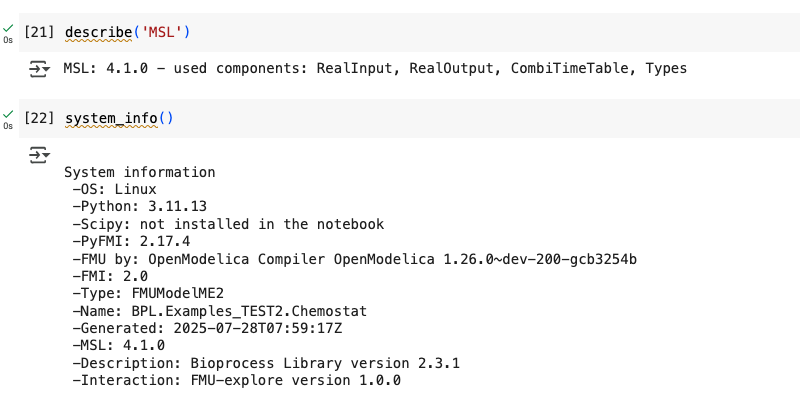 [21] describe('MSL')
0s
MSL: 4.1.0 – used components: RealInput, RealOutput, CombiTimeTable, Types
[22] system_info()
0s
System information
-OS: Linux
-Python: 3.11.13
-Scipy: not installed in the notebook
-PyFMI: 2.17.4
-FMU by: OpenModelica Compiler OpenModelica 1.26.0~dev-200-gcb3254b
-FMI: 2.0
-Type: FMUModelME2
-Name: BPL.Examples_TEST2.Chemostat
-Generated: 2025-07-28T07:59:17Z
-MSL: 4.1.0
-Description: Bioprocess Library version 2.3.1
-Interaction: FMU-explore version 1.0.0